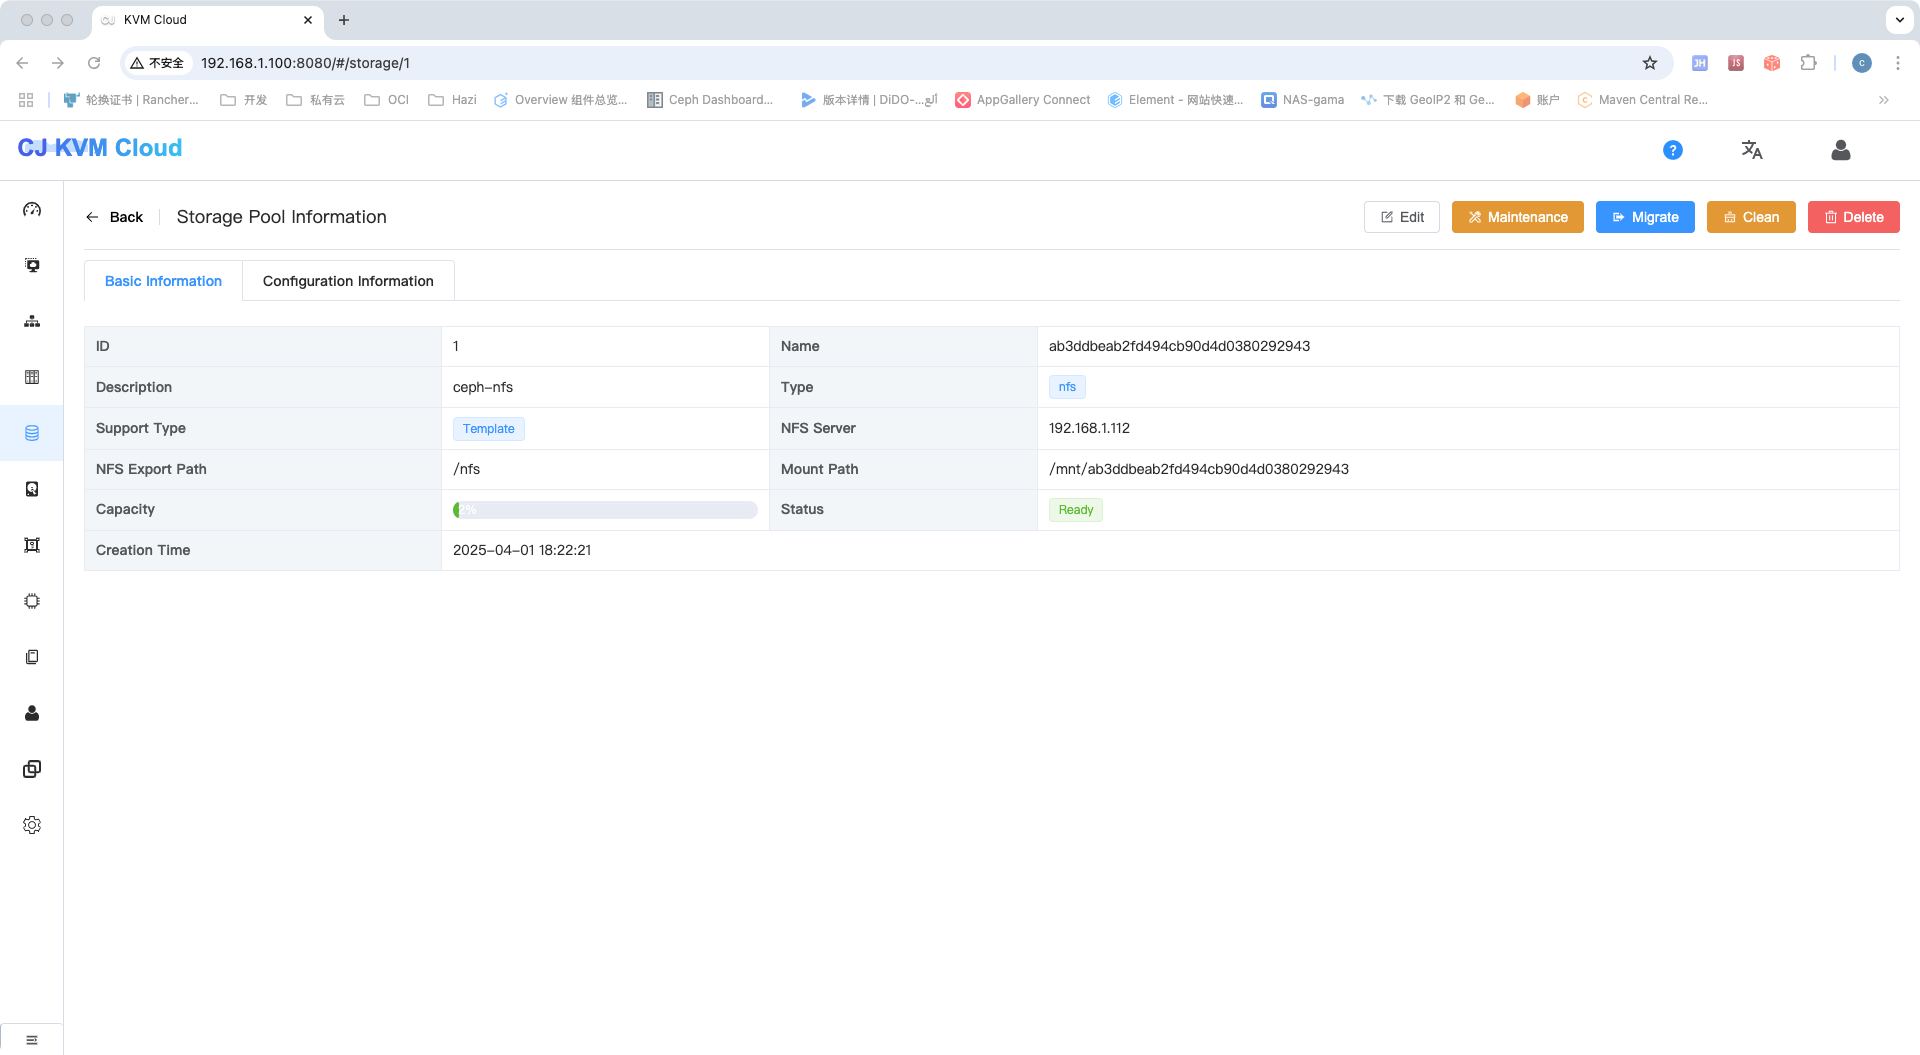 KVM Cloud
不安全
192.168.1.100:8080/#/storage/1
JH
JS
C
轮换证书 | Rancher...
开发
私有云
OCI
Hazi
Overview 组件总览...
Ceph Dashboard...
版本详情 | DiDO-...
AppGallery Connect
Element - 网站快速...
NAS-gama
下载 GeoIP2 和 Ge...
账户
Maven Central Re...
CJ KVM Cloud
Back
Storage Pool Information
Edit
Maintenance
Migrate
Clean
Delete
Basic Information
Configuration Information
ID
1
Name
ab3ddbeab2fd494cb90d4d0380292943
Description
ceph-nfs
Type
nfs
Support Type
Template
NFS Server
192.168.1.112
NFS Export Path
/nfs
Mount Path
/mnt/ab3ddbeab2fd494cb90d4d0380292943
Capacity
2%
Status
Ready
Creation Time
2025-04-01 18:22:21